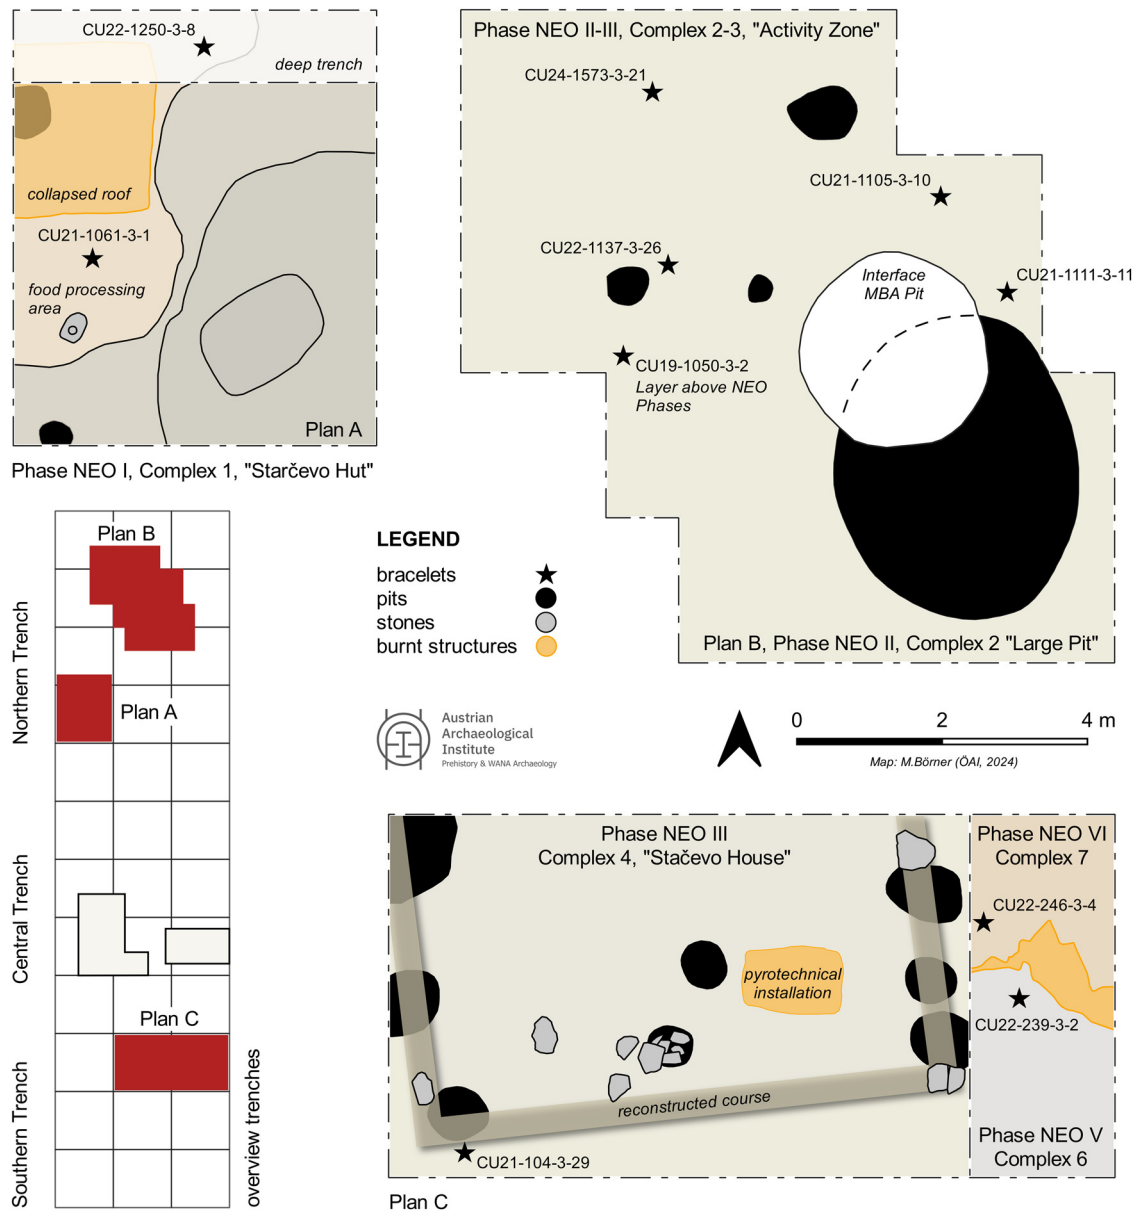 CU22-1250-3-8
deep trench
collapsed roof
CU21-1061-3-1
food processing
area
Plan A
Phase NEO I, Complex 1, "Starčevo Hut"
Phase NEO II-III, Complex 2-3, "Activity Zone"
CU24-1573-3-21
CU21-1105-3-10
CU22-1137-3-26
Interface
MBA Pit
CU21-1111-3-11
CU19-1050-3-2
Layer above NEO
Phases
Plan B, Phase NEO II, Complex 2 "Large Pit"
Plan B
Plan A
Plan C
Northern Trench
Central Trench
Southern Trench
overview trenches
LEGEND
bracelets
pits
stones
burnt structures
Austrian
Archaeological
Institute
Prehistory & WANA Archaeology
0 2 4 m
Map: M.Börner (ÖAI, 2024)
Phase NEO III
Complex 4, "Stačevo House"
pyrotechnical
installation
reconstructed course
CU21-104-3-29
Phase NEO VI
Complex 7
CU22-246-3-4
CU22-239-3-2
Phase NEO V
Complex 6
Plan C